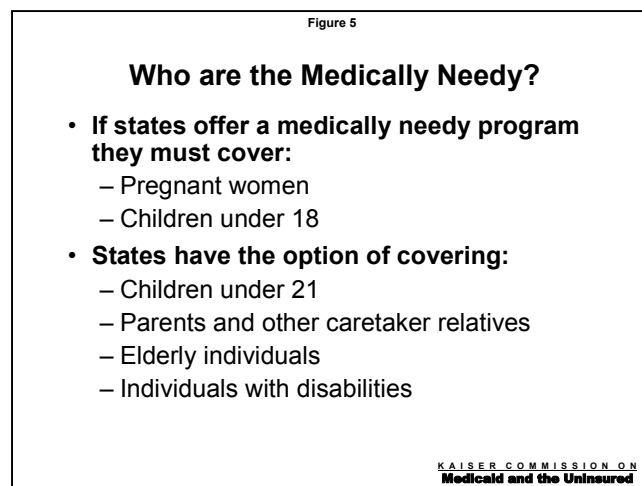 Figure 5
Who are the Medically Needy?
• If states offer a medically needy program
they must cover:
– Pregnant women
– Children under 18
• States have the option of covering:
– Children under 21
– Parents and other caretaker relatives
– Elderly individuals
– Individuals with disabilities
KAISER COMMISSION ON
Medicaid and the Uninsured